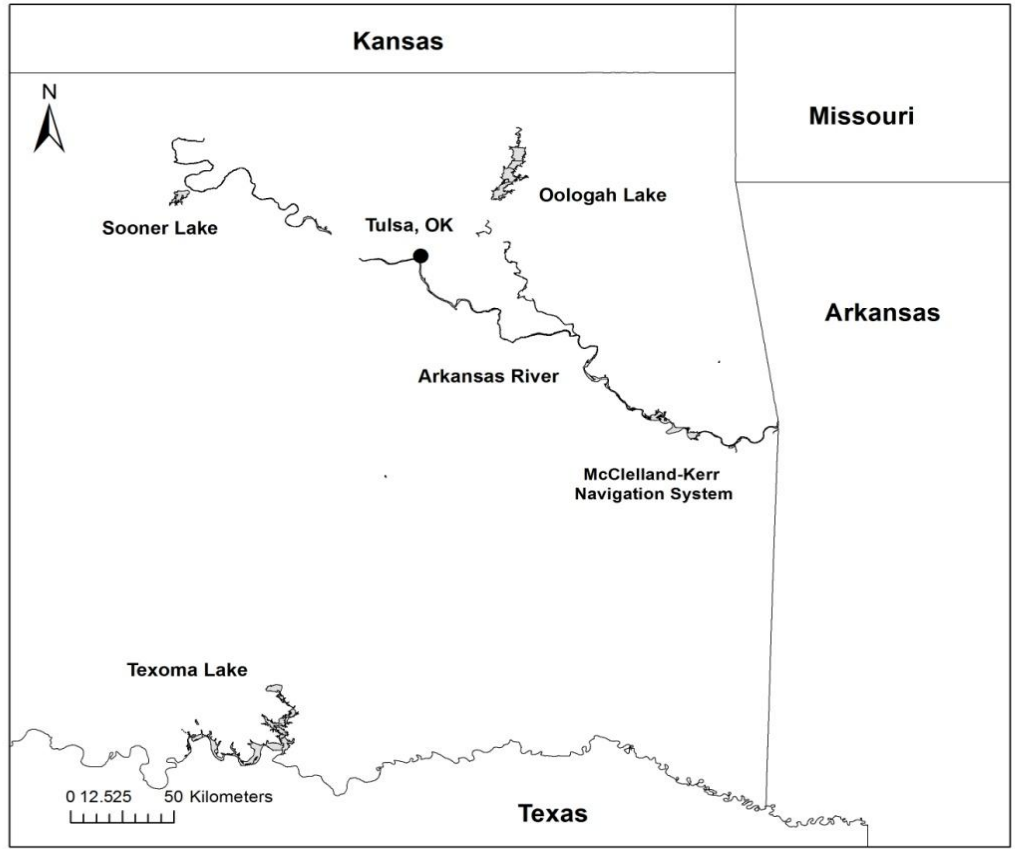 Kansas
N
Missouri
Oologah Lake
Sooner Lake
Tulsa, OK
Arkansas
Arkansas River
McClelland-Kerr
Navigation System
Texoma Lake
0 12.525 50 Kilometers
Texas